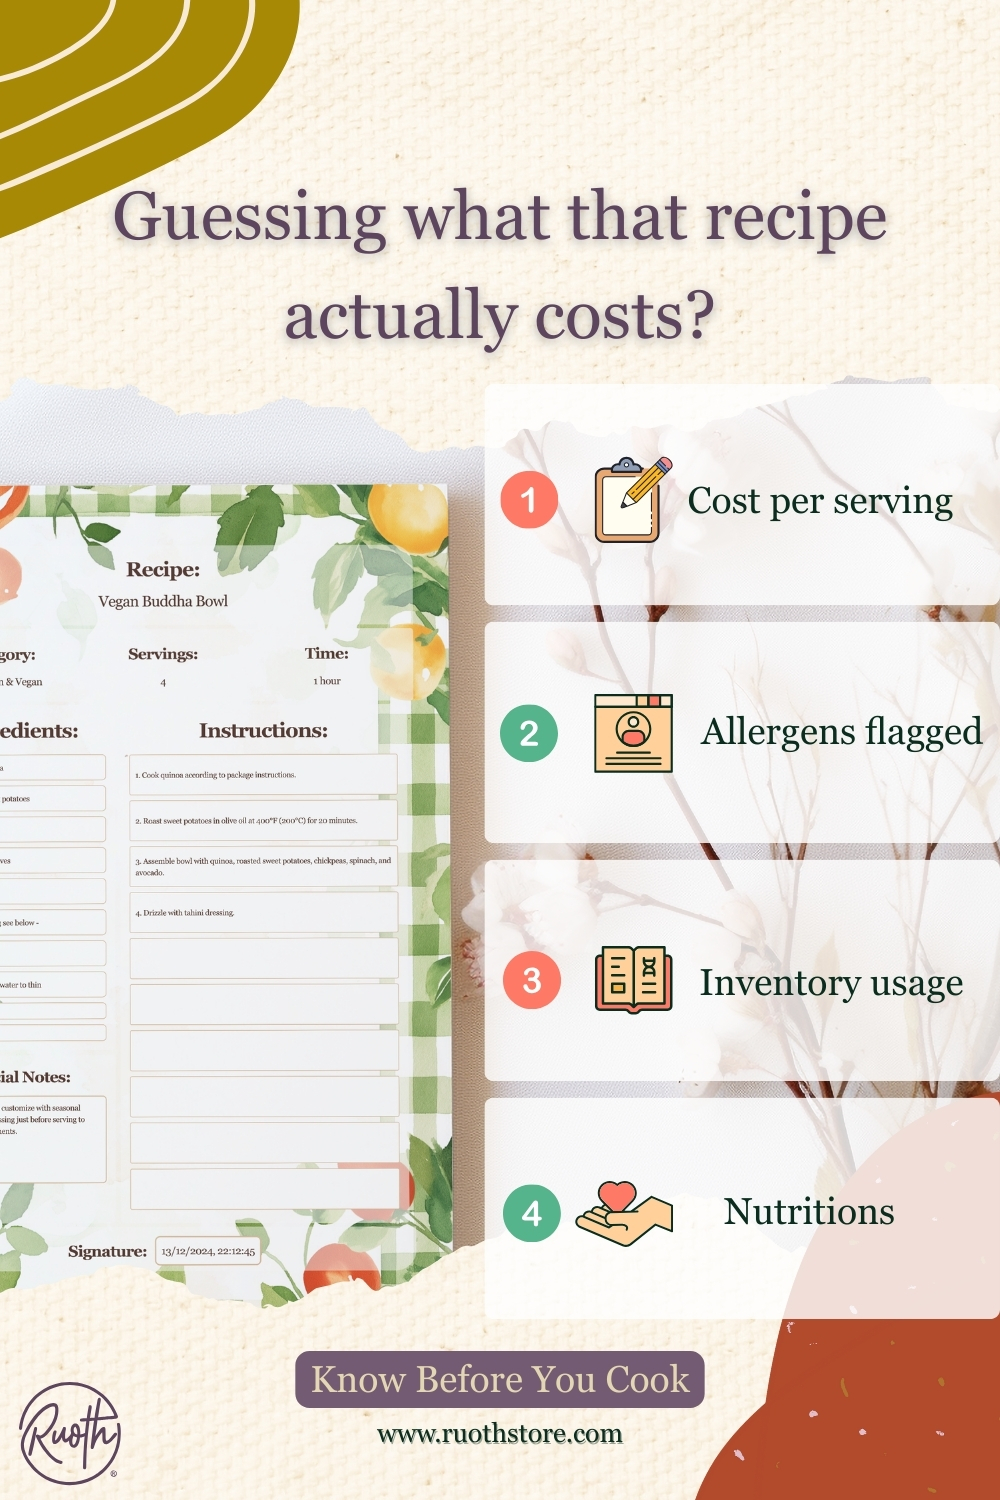 Guessing what that recipe
actually costs?
Recipe:
Vegan Buddha Bowl
gory:
Servings:
Time:
n & Vegan
4
1 hour
edients:
Instructions:
a
potatoes
ves
see below -
water to thin
1. Cook quinoa according to package instructions.
2. Roast sweet potatoes in olive oil at 400°F (200°C) for 20 minutes.
3. Assemble bowl with quinoa, roasted sweet potatoes, chickpeas, spinach, and
avocado.
4. Drizzle with tahini dressing.
ial Notes:
customize with seasonal
ssing just before serving to
nents.
Signature:
13/12/2024, 22:12:45
1
Cost per serving
2
Allergens flagged
3
Inventory usage
4
Nutritions
Know Before You Cook
www.ruothstore.com
Ruoth
®